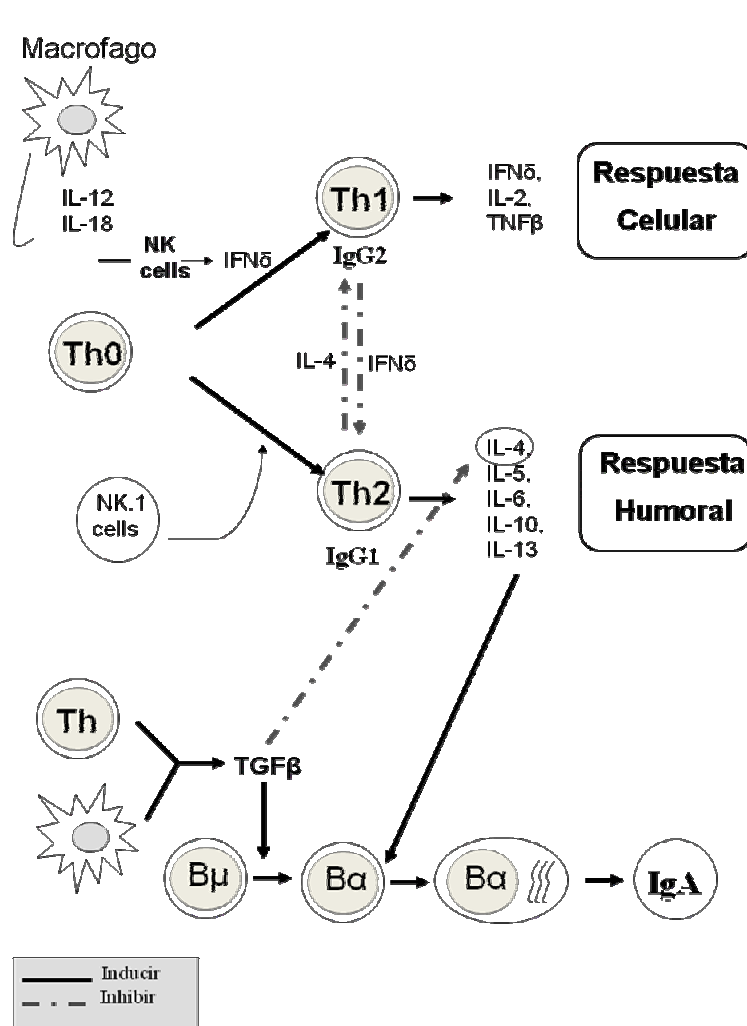 Macrofago
IL-12
IL-18
NK
cells
IFNδ
Th1
IgG2
IFNδ,
IL-2,
TNFβ
Respuesta
Celular
Th0
IL-4
IFNδ
NK.1
cells
Th2
IgG1
IL-4,
IL-5,
IL-6,
IL-10,
IL-13
Respuesta
Humoral
Th
TGFβ
Bμ
Bα
Bα
IgA
Inducir
Inhibir